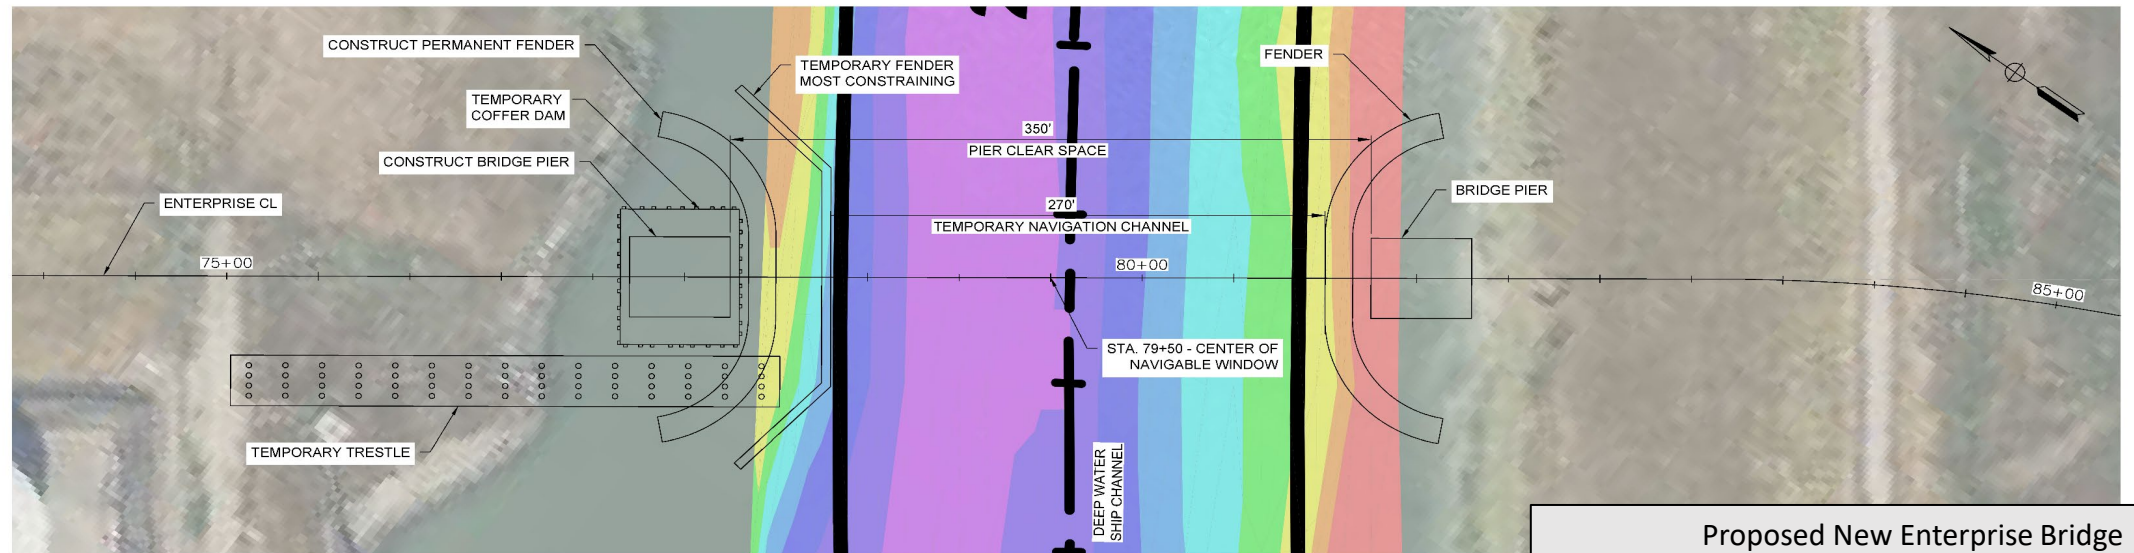 CONSTRUCT PERMANENT FENDER
TEMPORARY FENDER
MOST CONSTRAINING
FENDER
TEMPORARY
COFFER DAM
350'
PIER CLEAR SPACE
CONSTRUCT BRIDGE PIER
BRIDGE PIER
ENTERPRISE CL
270'
TEMPORARY NAVIGATION CHANNEL
75+00
80+00
85+00
STA. 79+50 - CENTER OF
NAVIGABLE WINDOW
TEMPORARY TRESTLE
DEEP WATER
SHIP CHANNEL
Proposed New Enterprise Bridge